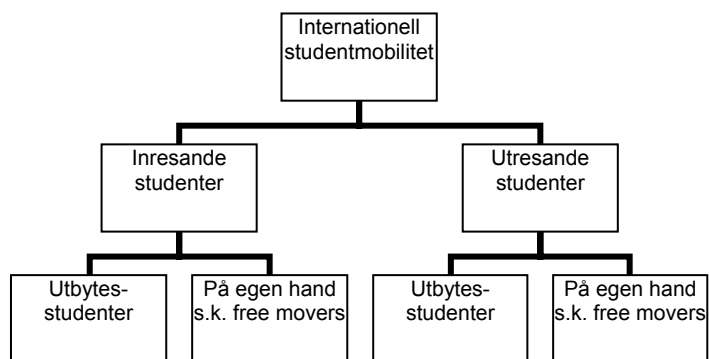 Internationell
studentmobilitet
Inresande
studenter
Utresande
studenter
Utbytes-
studenter
På egen hand
s.k. free movers
Utbytes-
studenter
På egen hand
s.k. free movers